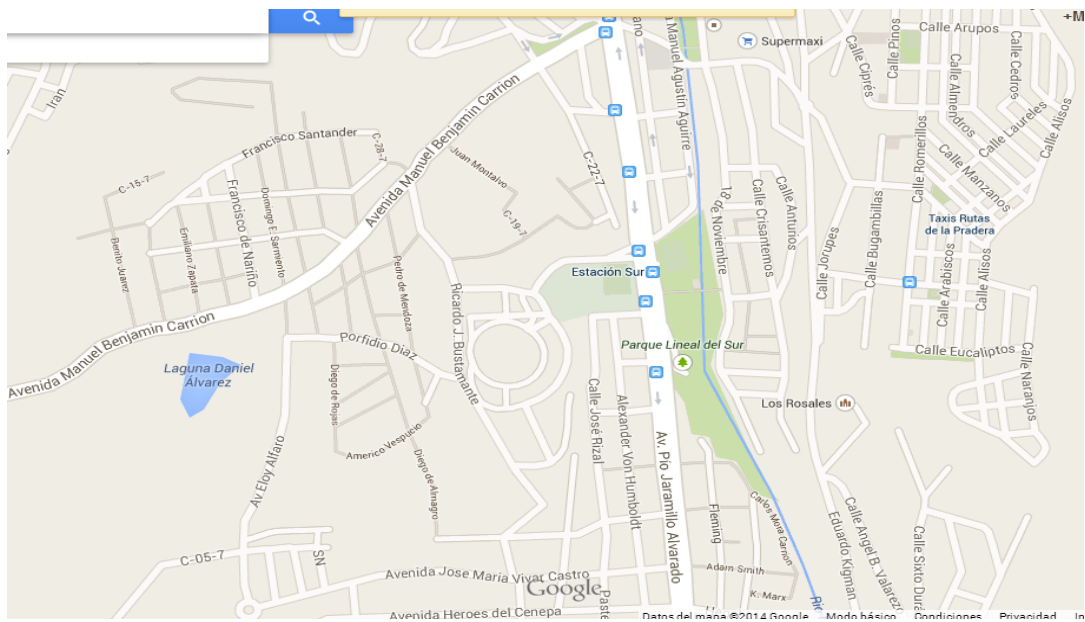 +M
Calle Arupos
Supermaxi
Calle Pinos
Calle Ciprés
Calle Cedros
Calle Almendros
Calle Laureles
Calle Alisos
Iran
Manuel Agustín Aguirre
Avenida Manuel Benjamin Carrion
Francisco Santander
C-28-7
Juan Montalvo
C-22-7
Calle Romerillos
Calle Manzanos
C-15-7
Francisco de Nariño
Domingo E. Sarmiento
C-19-7
18 de Noviembre
Calle Crisantemos
Calle Anturios
Calle Jorupes
Calle Bugambillas
Taxis Rutas
de la Pradera
Benito Juarez
Emiliano Zapata
Pedro de Mendoza
Estación Sur
Calle Arabiscos
Calle Alisos
Ricardo J. Bustamante
Avenida Manuel Benjamin Carrion
Porfidio Diaz
Parque Lineal del Sur
Calle Eucaliptos
Laguna Daniel
Álvarez
Diego de Rojas
Calle José Rizal
Alexander Von Humboldt
Los Rosales
Calle Naranjos
Americo Vespucio
Av Eloy Alfaro
Diego de Almagro
Av. Pío Jaramillo Alvarado
Fleming
Carlos Mora Carrion
Eduardo Kigman
Calle Angel B. Valarezo
Calle Sixto Durá
C-05-7
SN
Adam Smith
Avenida Jose Maria Vivar Castro
Google
K. Marx
Avenida Heroes del Cenepa
Datos del mapa ©2014 Google Modo básico Condiciones Privacidad